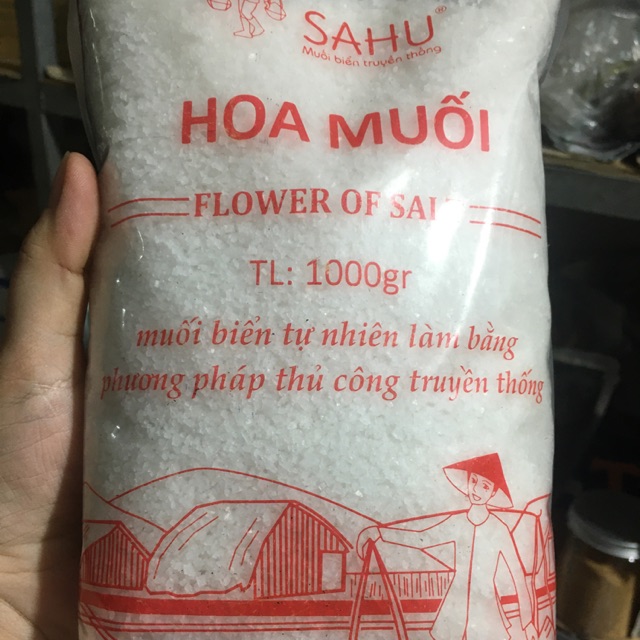 SAHU®
Muối biển truyền thống
HOA MUỐI
FLOWER OF SALT
TL: 1000gr
muối biển tự nhiên làm bằng
phương pháp thủ công truyền thống